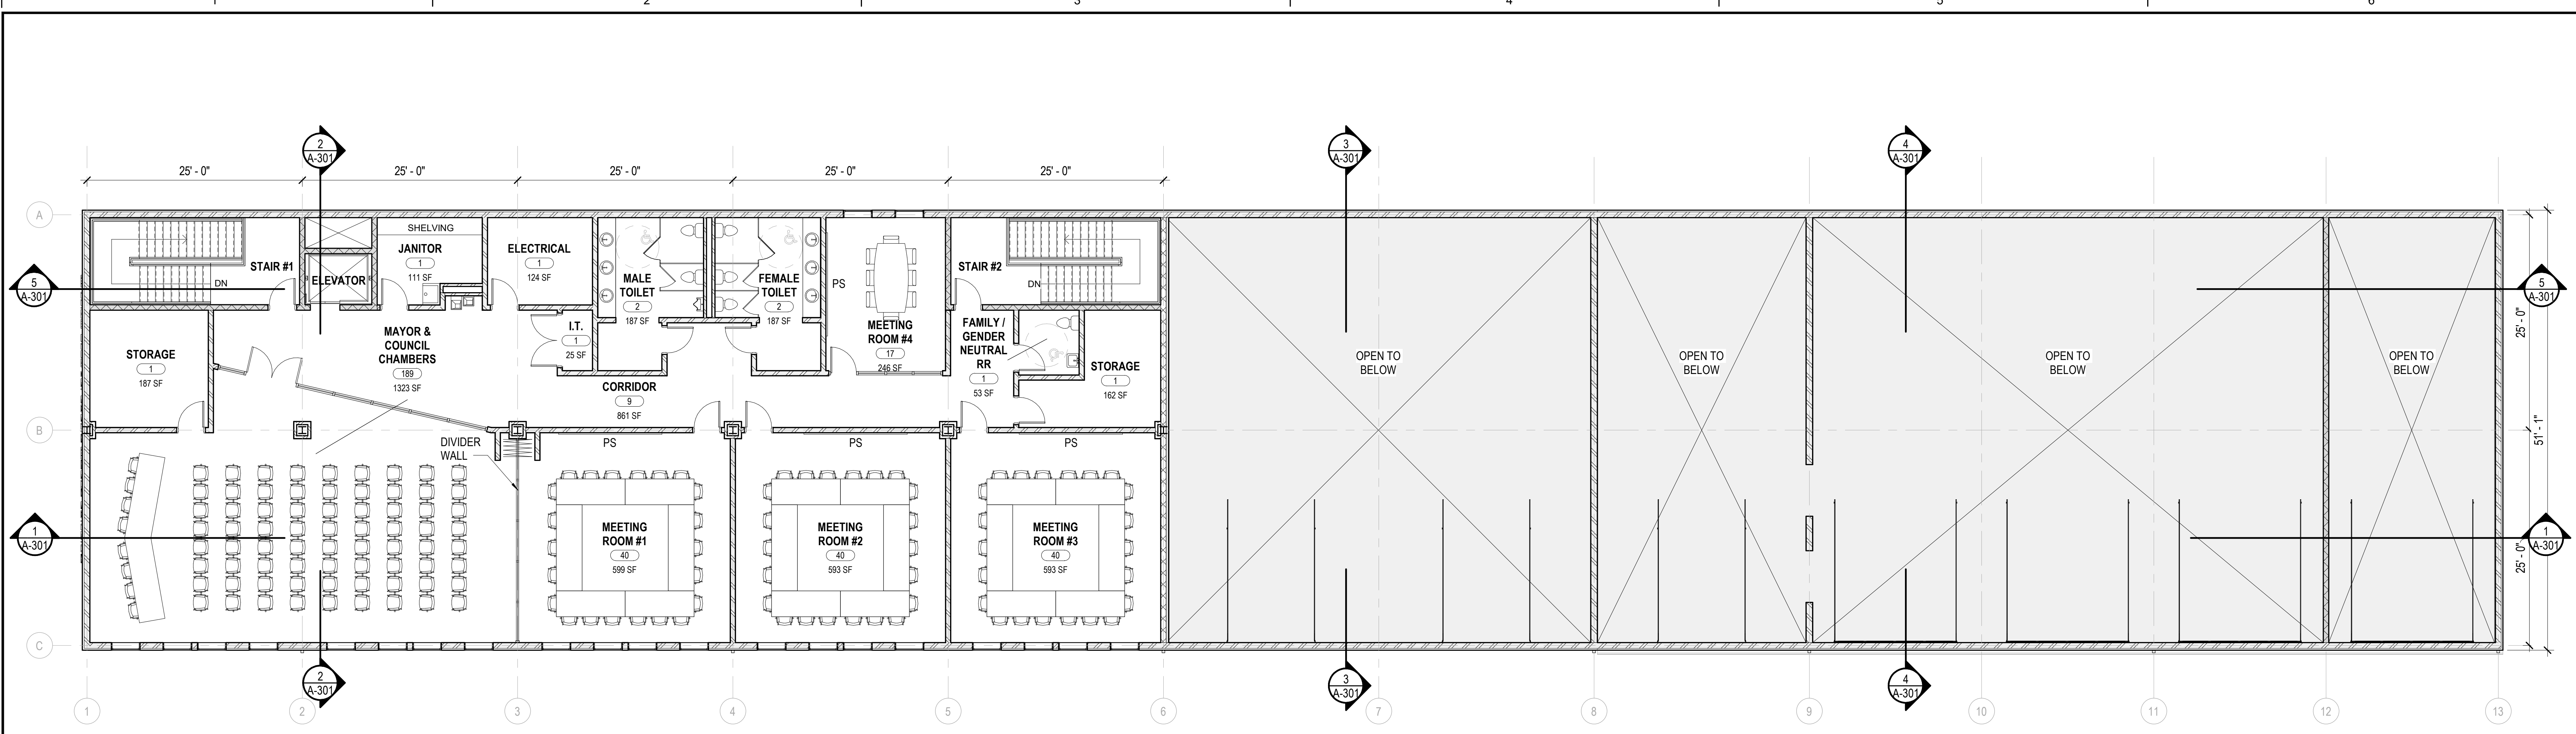 1
2
3
4
5
6
2
A-301
3
A-301
4
A-301
25' - 0"
25' - 0"
25' - 0"
25' - 0"
25' - 0"
A
SHELVING
JANITOR
1
111 SF
ELECTRICAL
1
124 SF
STAIR #1
DN
ELEVATOR
MALE
TOILET
2
187 SF
FEMALE
TOILET
2
187 SF
PS
STAIR #2
DN
5
A-301
5
A-301
MAYOR &
COUNCIL
CHAMBERS
189
1323 SF
I.T.
1
25 SF
MEETING
ROOM #4
17
246 SF
FAMILY /
GENDER
NEUTRAL
RR
1
53 SF
STORAGE
1
187 SF
STORAGE
1
162 SF
CORRIDOR
9
861 SF
OPEN TO
BELOW
OPEN TO
BELOW
OPEN TO
BELOW
OPEN TO
BELOW
25' - 0"
51' - 1"
25' - 0"
B
DIVIDER
WALL
PS
PS
PS
MEETING
ROOM #1
40
599 SF
MEETING
ROOM #2
40
593 SF
MEETING
ROOM #3
40
593 SF
1
A-301
1
A-301
C
2
A-301
3
A-301
4
A-301
1
2
3
4
5
6
7
8
9
10
11
12
13